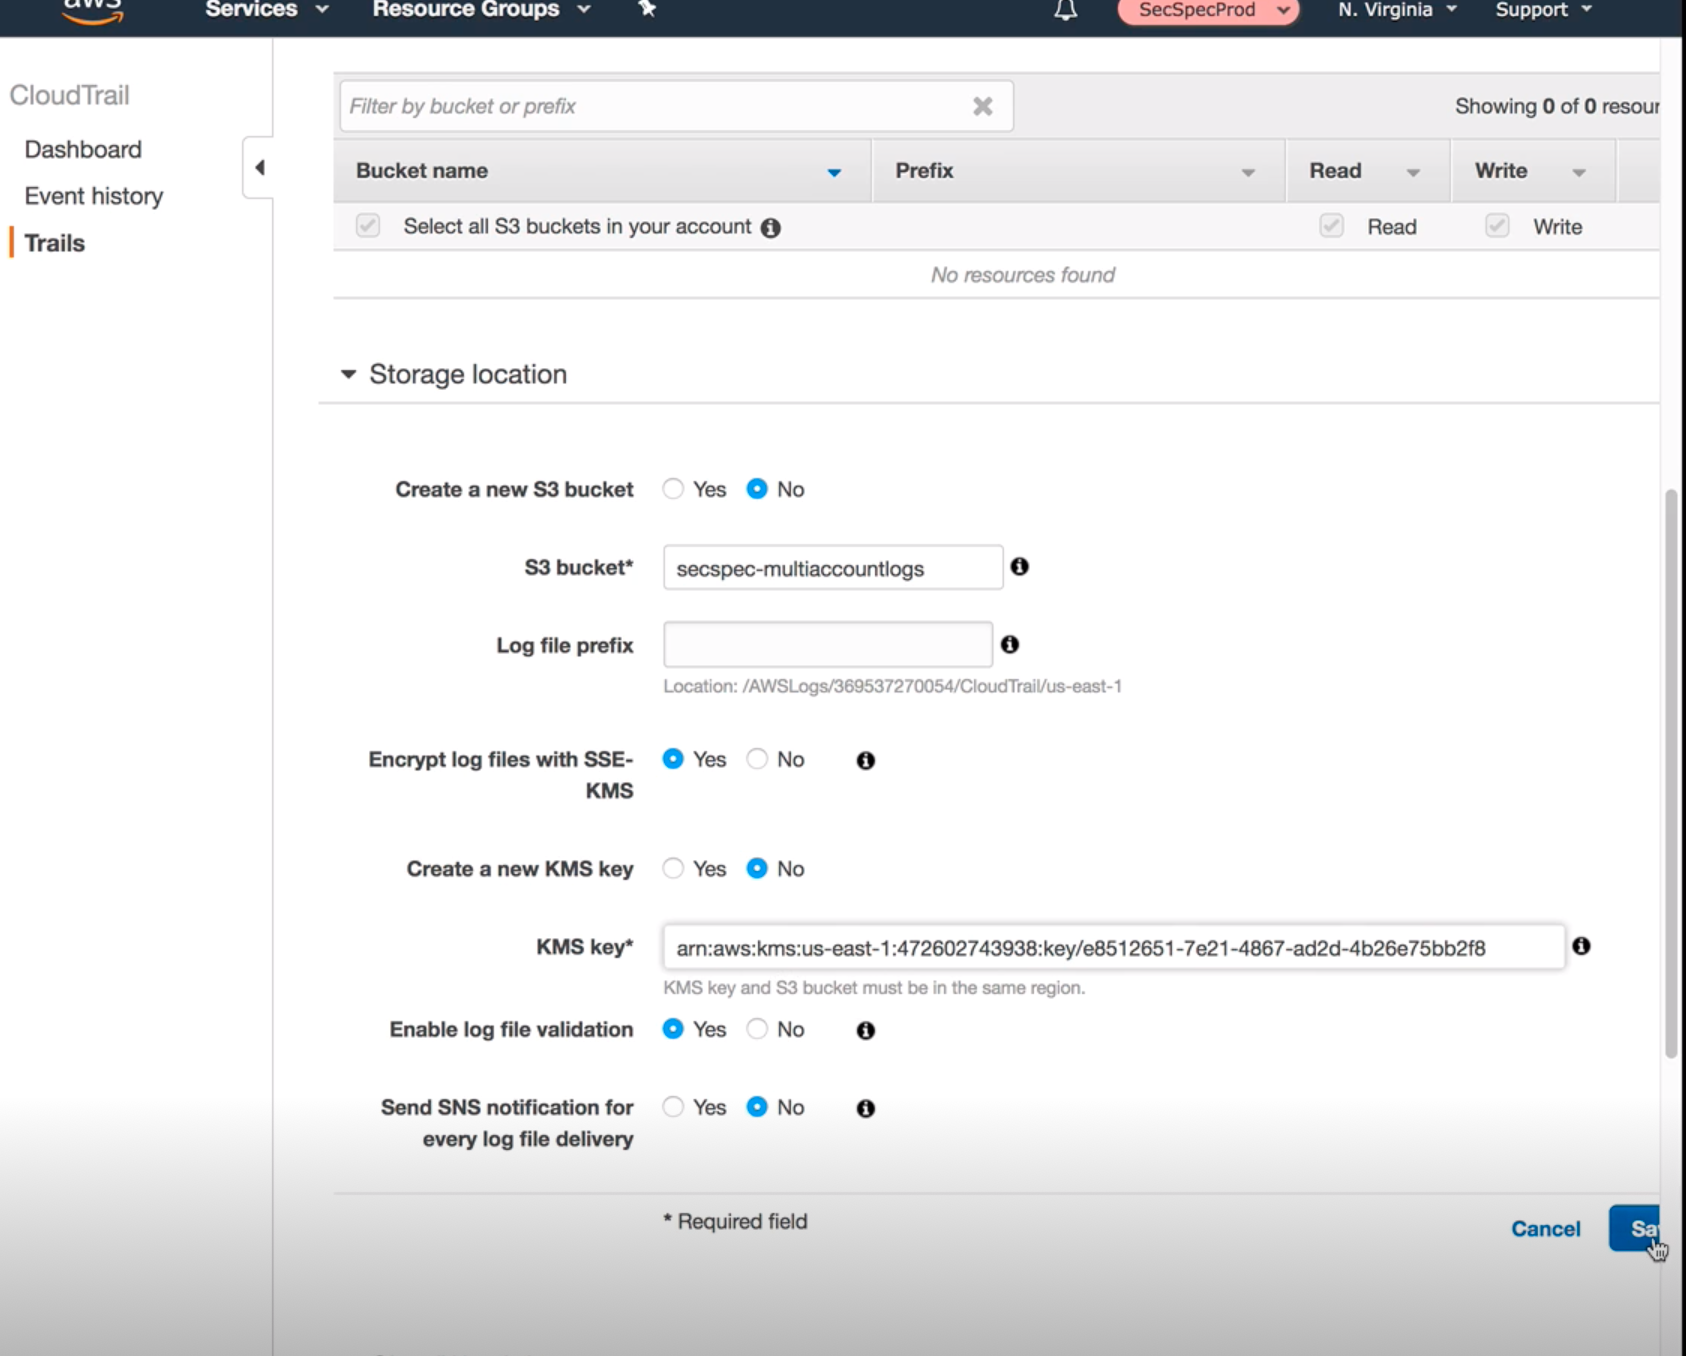 aws Services Resource Groups SecSpecProd N. Virginia Support
CloudTrail
Dashboard
Event history
Trails
Filter by bucket or prefix
Showing 0 of 0 resour
Bucket name Prefix Read Write
Select all S3 buckets in your account Read Write
No resources found
Storage location
Create a new S3 bucket Yes No
S3 bucket* secspec-multiaccountlogs
Log file prefix
Location: /AWSLogs/369537270054/CloudTrail/us-east-1
Encrypt log files with SSE-
KMS
Yes No
Create a new KMS key Yes No
KMS key* arn:aws:kms:us-east-1:472602743938:key/e8512651-7e21-4867-ad2d-4b26e75bb2f8
KMS key and S3 bucket must be in the same region.
Enable log file validation Yes No
Send SNS notification for
every log file delivery
Yes No
* Required field
Cancel Sa